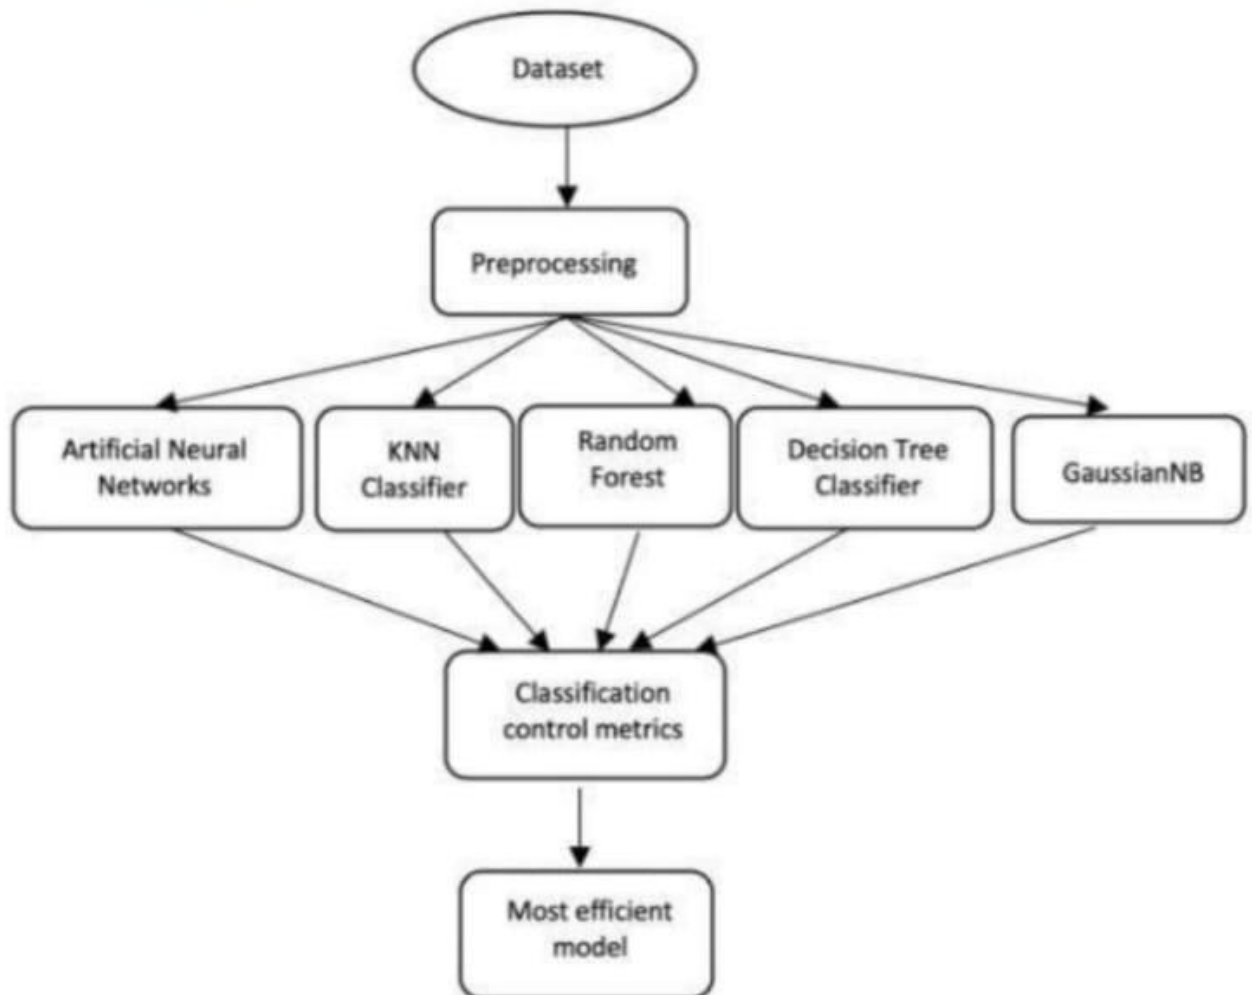 Dataset
Preprocessing
Artificial Neural
Networks
KNN
Classifier
Random
Forest
Decision Tree
Classifier
GaussianNB
Classification
control metrics
Most efficient
model